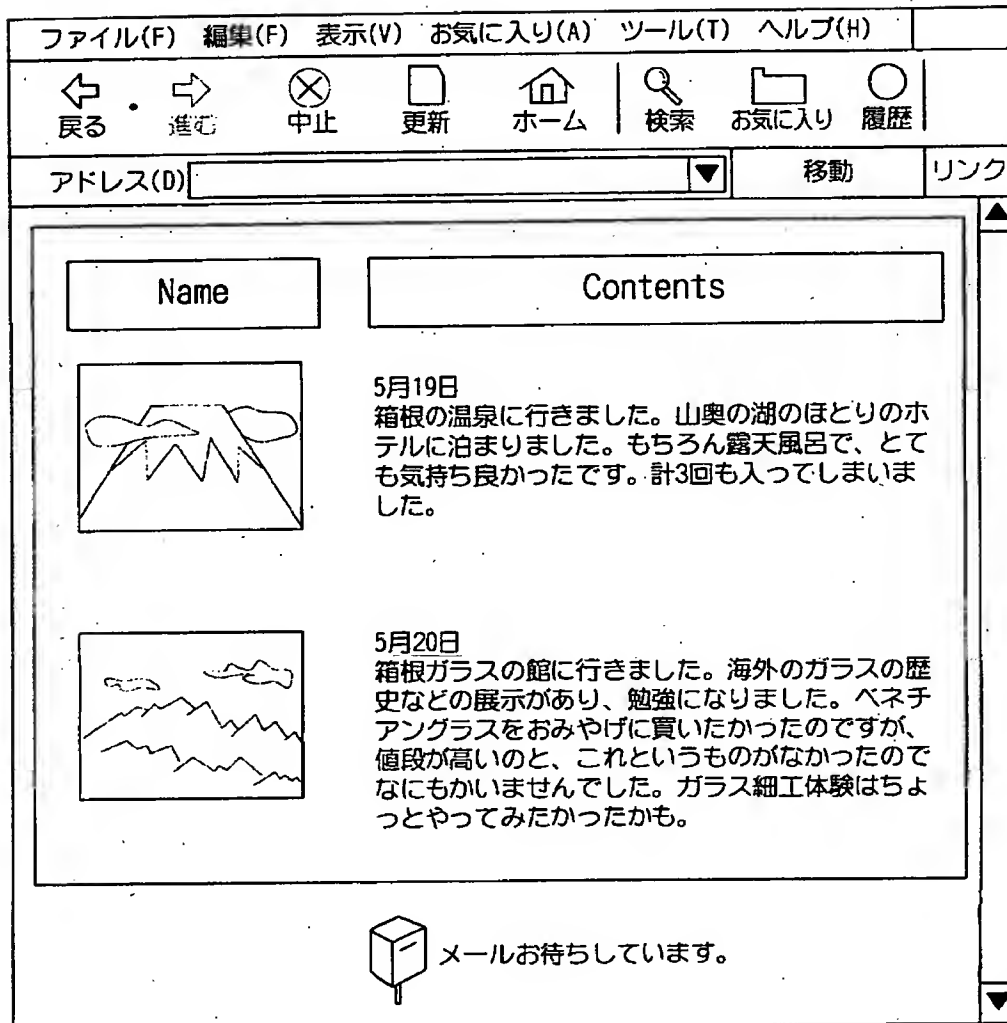 ファイル(F) 編集(F) 表示(V) お気に入り(A) ツール(T) ヘルプ(H)
戻る 進む 中止 更新 ホーム 検索 お気に入り 履歴
アドレス(D) 移動 リンク
Name Contents
5月19日
箱根の温泉に行きました。山奥の湖のほとりのホ
テルに泊まりました。もちろん露天風呂で、とて
も気持ち良かったです。計3回も入ってしまいま
した。
5月20日
箱根ガラスの館に行きました。海外のガラスの歴
史などの展示があり、勉強になりました。ベネチ
アングラスをおみやげに買いたかったのですが、
値段が高いのと、これというものがなかったので
なにもかいませんでした。ガラス細工体験はちょ
っとやってみたかったかも。
メールお待ちしています。